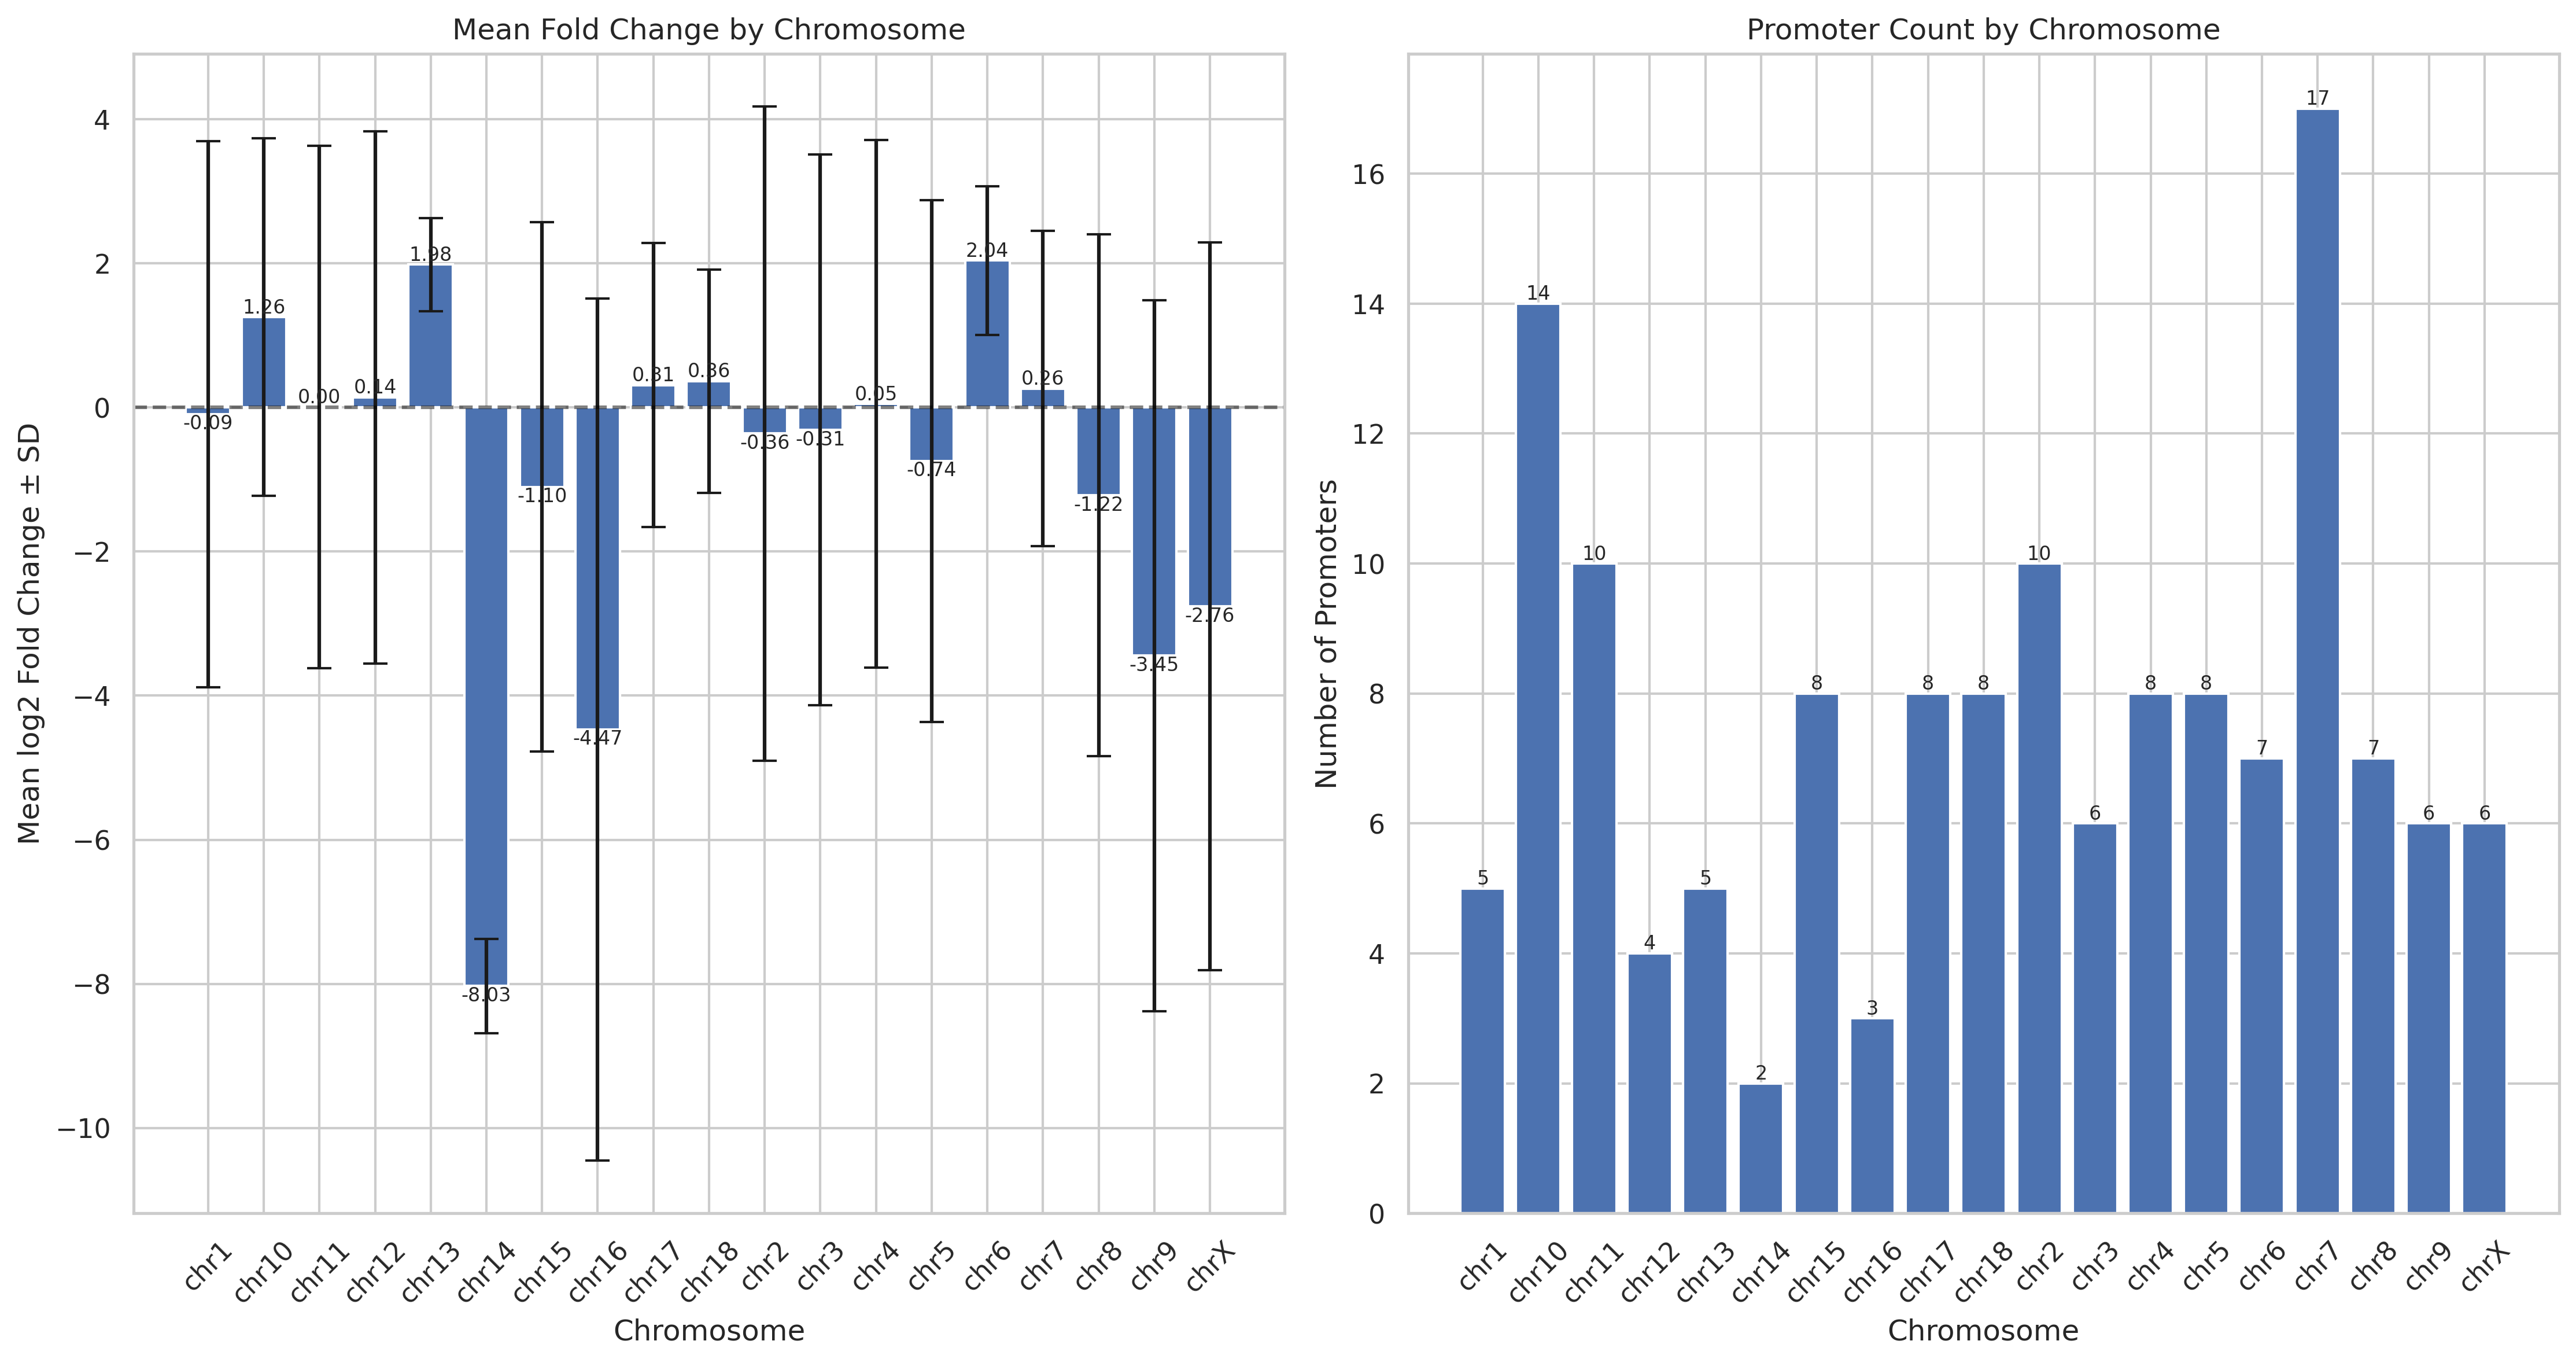 Mean Fold Change by Chromosome
Mean log2 Fold Change ± SD
4
2
0
−2
−4
−6
−8
−10
-0.09
1.26
0.00
0.14
1.98
-8.03
-1.10
-4.47
0.31
0.36
-0.36
-0.31
0.05
-0.74
2.04
0.26
-1.22
-3.45
-2.76
chr1
chr10
chr11
chr12
chr13
chr14
chr15
chr16
chr17
chr18
chr2
chr3
chr4
chr5
chr6
chr7
chr8
chr9
chrX
Chromosome
Promoter Count by Chromosome
Number of Promoters
16
14
12
10
8
6
4
2
0
5
14
10
4
5
2
8
3
8
8
10
6
8
8
7
17
7
6
6
chr1
chr10
chr11
chr12
chr13
chr14
chr15
chr16
chr17
chr18
chr2
chr3
chr4
chr5
chr6
chr7
chr8
chr9
chrX
Chromosome